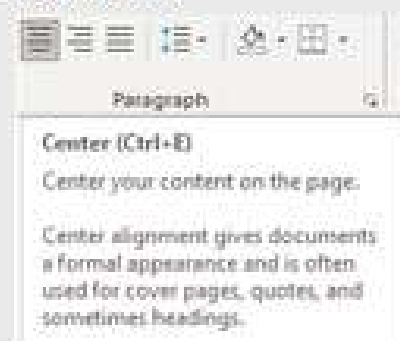 Paragraph
Center (Ctrl+E)
Center your content on the page.
Center alignment gives documents
a formal appearance and is often
used for cover pages, quotes, and
sometimes headings.